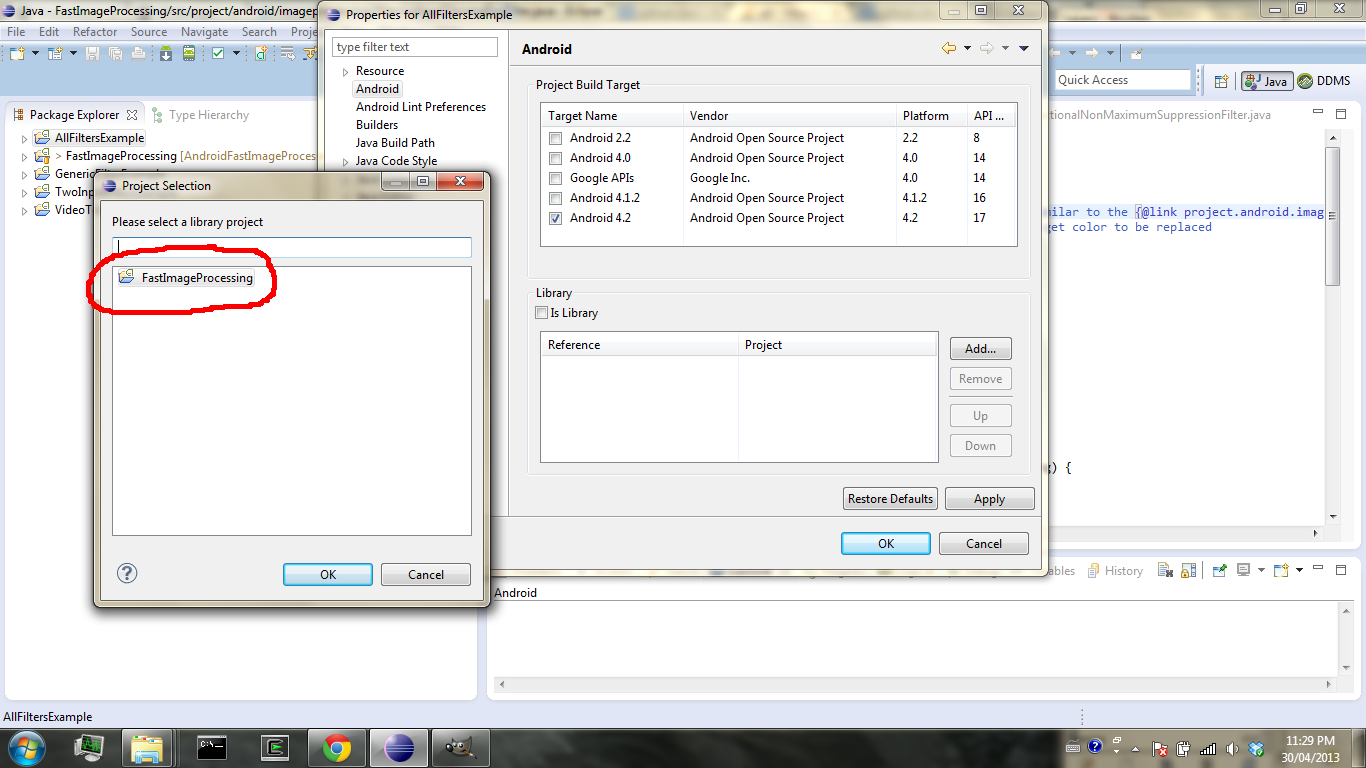 Java - FastImageProcessing/src/project/android/imagep
File Edit Refactor Source Navigate Search Proje
Quick Access
Java
DDMS
Package Explorer
Type Hierarchy
AllFiltersExample
> FastImageProcessing [AndroidFastImageProces
Generic
TwoInp
VideoT
Properties for AllFiltersExample
type filter text
Resource
Android
Android Lint Preferences
Builders
Java Build Path
Java Code Style
Android
Project Build Target
Target Name Vendor Platform API ...
Android 2.2 Android Open Source Project 2.2 8
Android 4.0 Android Open Source Project 4.0 14
Google APIs Google Inc. 4.0 14
Android 4.1.2 Android Open Source Project 4.1.2 16
Android 4.2 Android Open Source Project 4.2 17
Library
Is Library
Reference Project
Add...
Remove
Up
Down
Restore Defaults Apply
OK Cancel
Project Selection
Please select a library project
FastImageProcessing
OK Cancel
tionalNonMaximumSuppressionFilter.java
milar to the {@link project.android.imag
get color to be replaced
) {
ables
History
Android
AllFiltersExample
C:\_
11:29 PM
30/04/2013